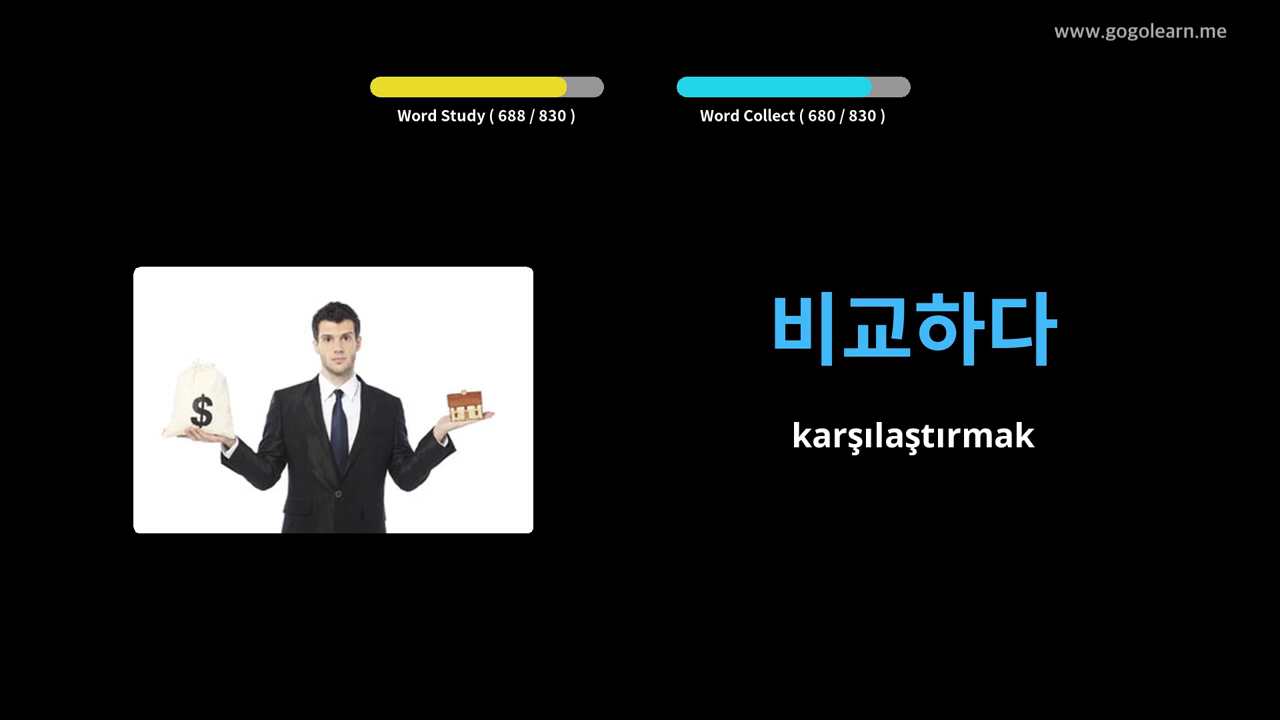 www.gogolearn.me
Word Study ( 688 / 830 )
Word Collect ( 680 / 830 )
$
비교하다
karşılaştırmak